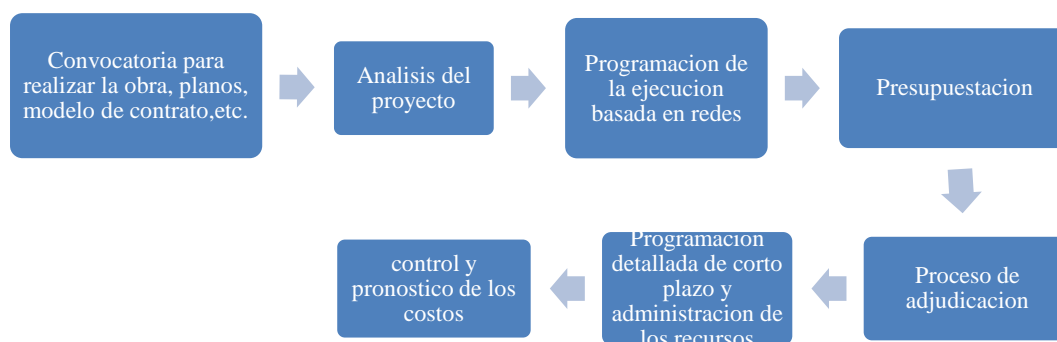 Convocatoria para
realizar la obra, planos,
modelo de contrato,etc.
Analisis del
proyecto
Programacion de
la ejecucion
basada en redes
Presupuestacion
Proceso de
adjudicacion
Programacion
detallada de corto
plazo y
administracion de
los recursos
control y
pronostico de los
costos